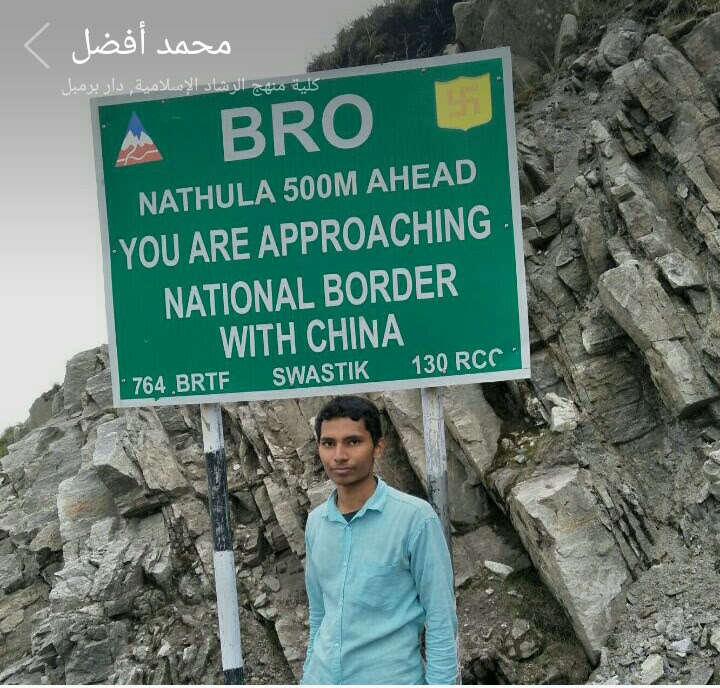 محمد أفضل
كلية منهج الرشاد الإسلامية, دار برمبل
BRO
NATHULA 500M AHEAD
YOU ARE APPROACHING
NATIONAL BORDER
WITH CHINA
764 BRTF SWASTIK 130 RCC